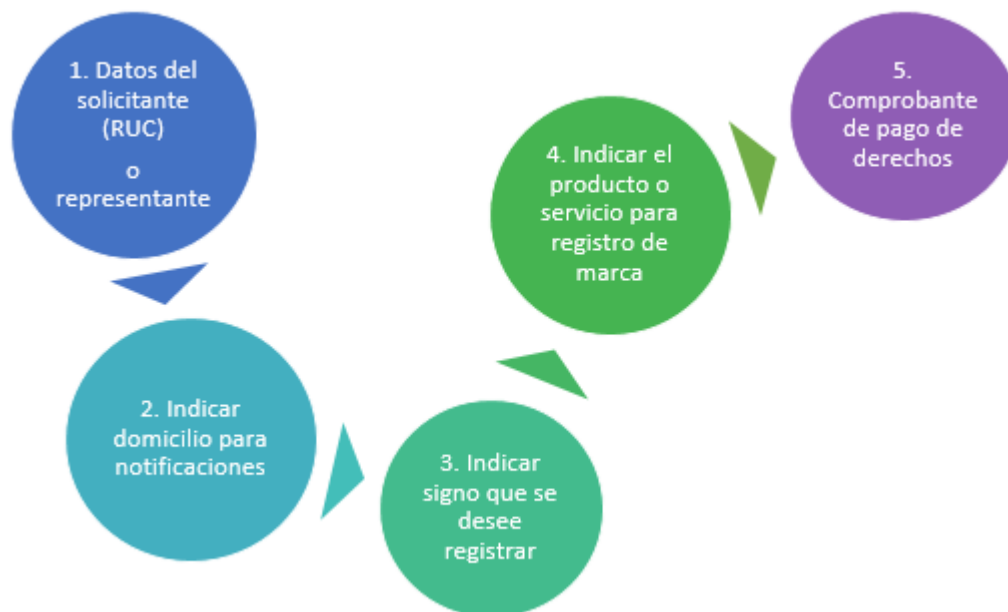 1. Datos del
solicitante
(RUC)
o
representante
2. Indicar
domicilio para
notificaciones
3. Indicar
signo que se
desee
registrar
4. Indicar el
producto o
servicio para
registro de
marca
5.
Comprobante
de pago de
derechos